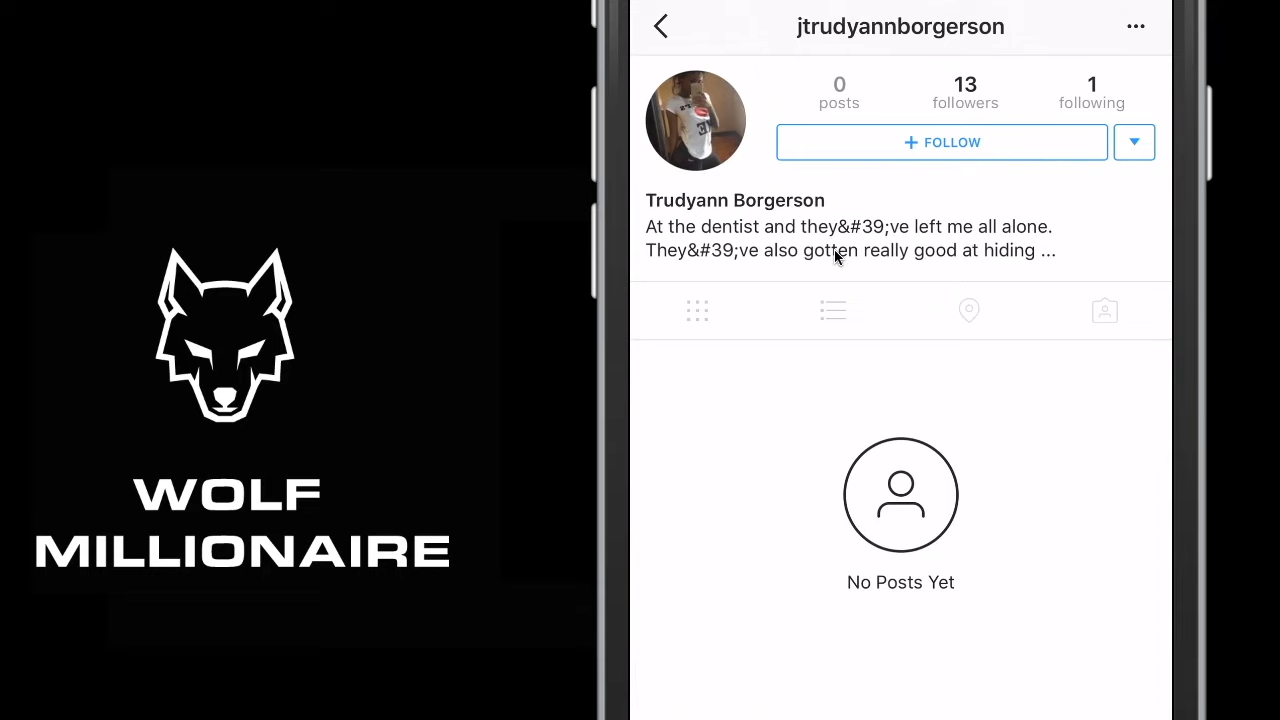 WOLF
MILLIONAIRE
jtrudyannborgerson
0 posts
13 followers
1 following
+ FOLLOW
Trudyann Borgerson
At the dentist and they&#39;ve left me all alone.
They&#39;ve also gotten really good at hiding ...
No Posts Yet